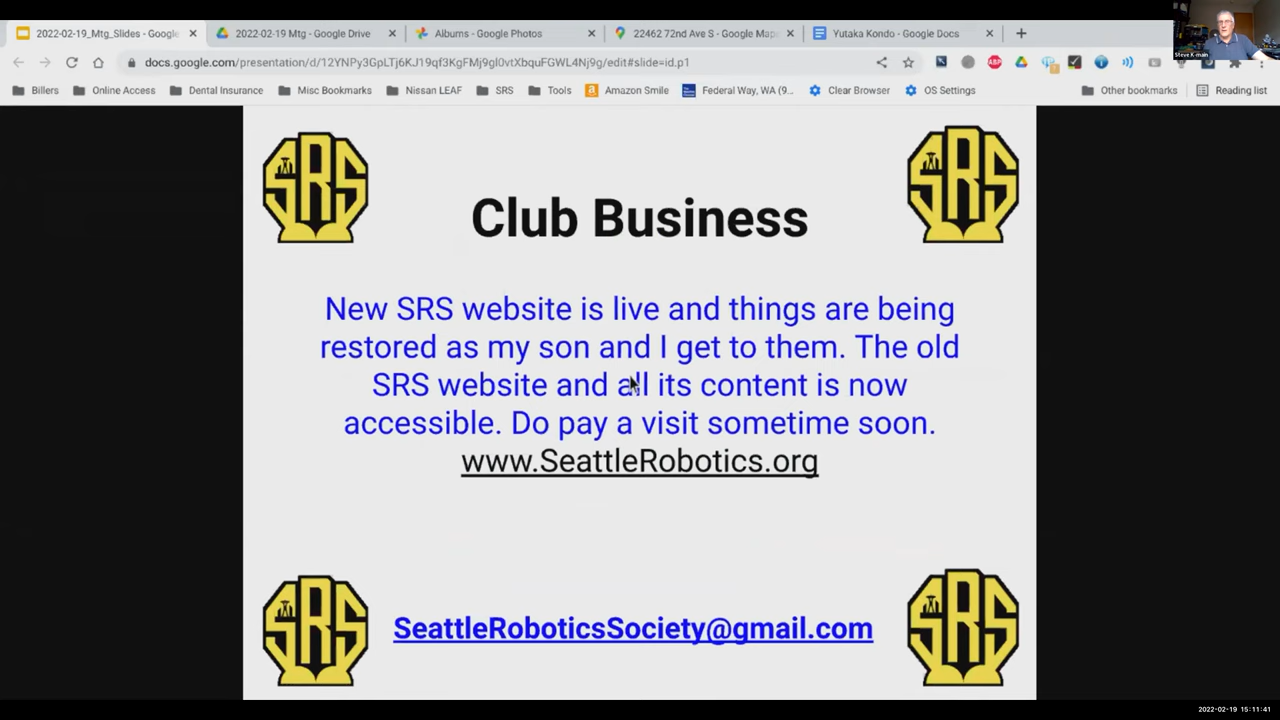 2022-02-19_Mtg_Slides - Google
2022-02-19 Mtg - Google Drive
Albums - Google Photos
22462 72nd Ave S - Google Map
Yutaka Kondo - Google Docs
Steve K-main
docs.google.com/presentation/d/12YNPy3GpLTj6KJ19qf3KgFMj9gl0vtXbquFGWL4Nj9g/edit#slide=id.p1
ABP
Billers
Online Access
Dental Insurance
Misc Bookmarks
Nissan LEAF
SRS
Tools
Amazon Smile
Federal Way, WA (9...
Clear Browser
OS Settings
Other bookmarks
Reading list
SRS
SRS
Club Business
New SRS website is live and things are being
restored as my son and I get to them. The old
SRS website and all its content is now
accessible. Do pay a visit sometime soon.
www.SeattleRobotics.org
SRS
SRS
SeattleRoboticsSociety@gmail.com
2022-02-19 15:11:41